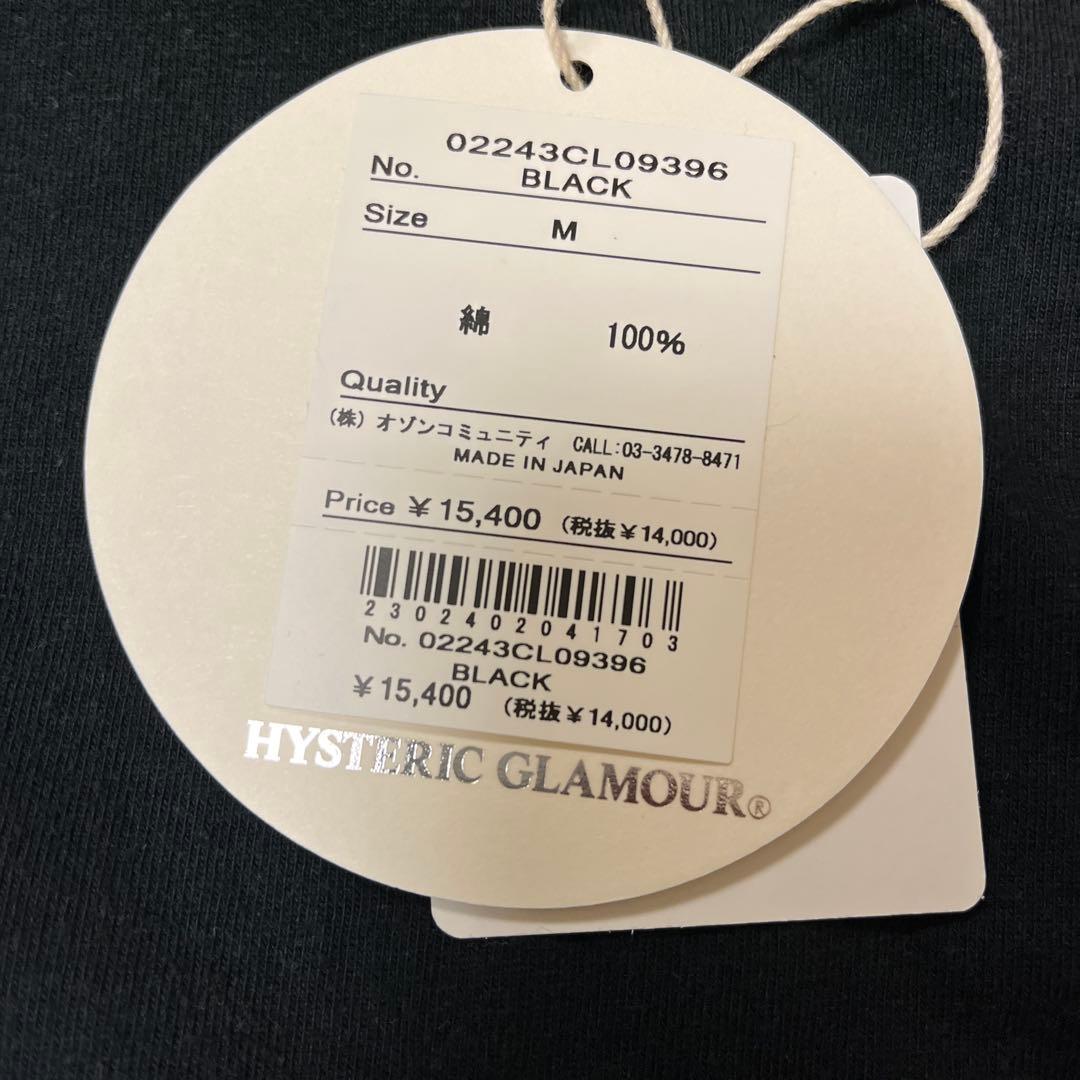 02243CL09396
No. BLACK
Size M
綿 100%
Quality
(株) オゾンコミュニティ CALL:03-3478-8471
MADE IN JAPAN
Price ¥15,400 (税抜¥14,000)
2302402041703
No. 02243CL09396
BLACK
¥15,400 (税抜¥14,000)
HYSTERIC GLAMOUR®